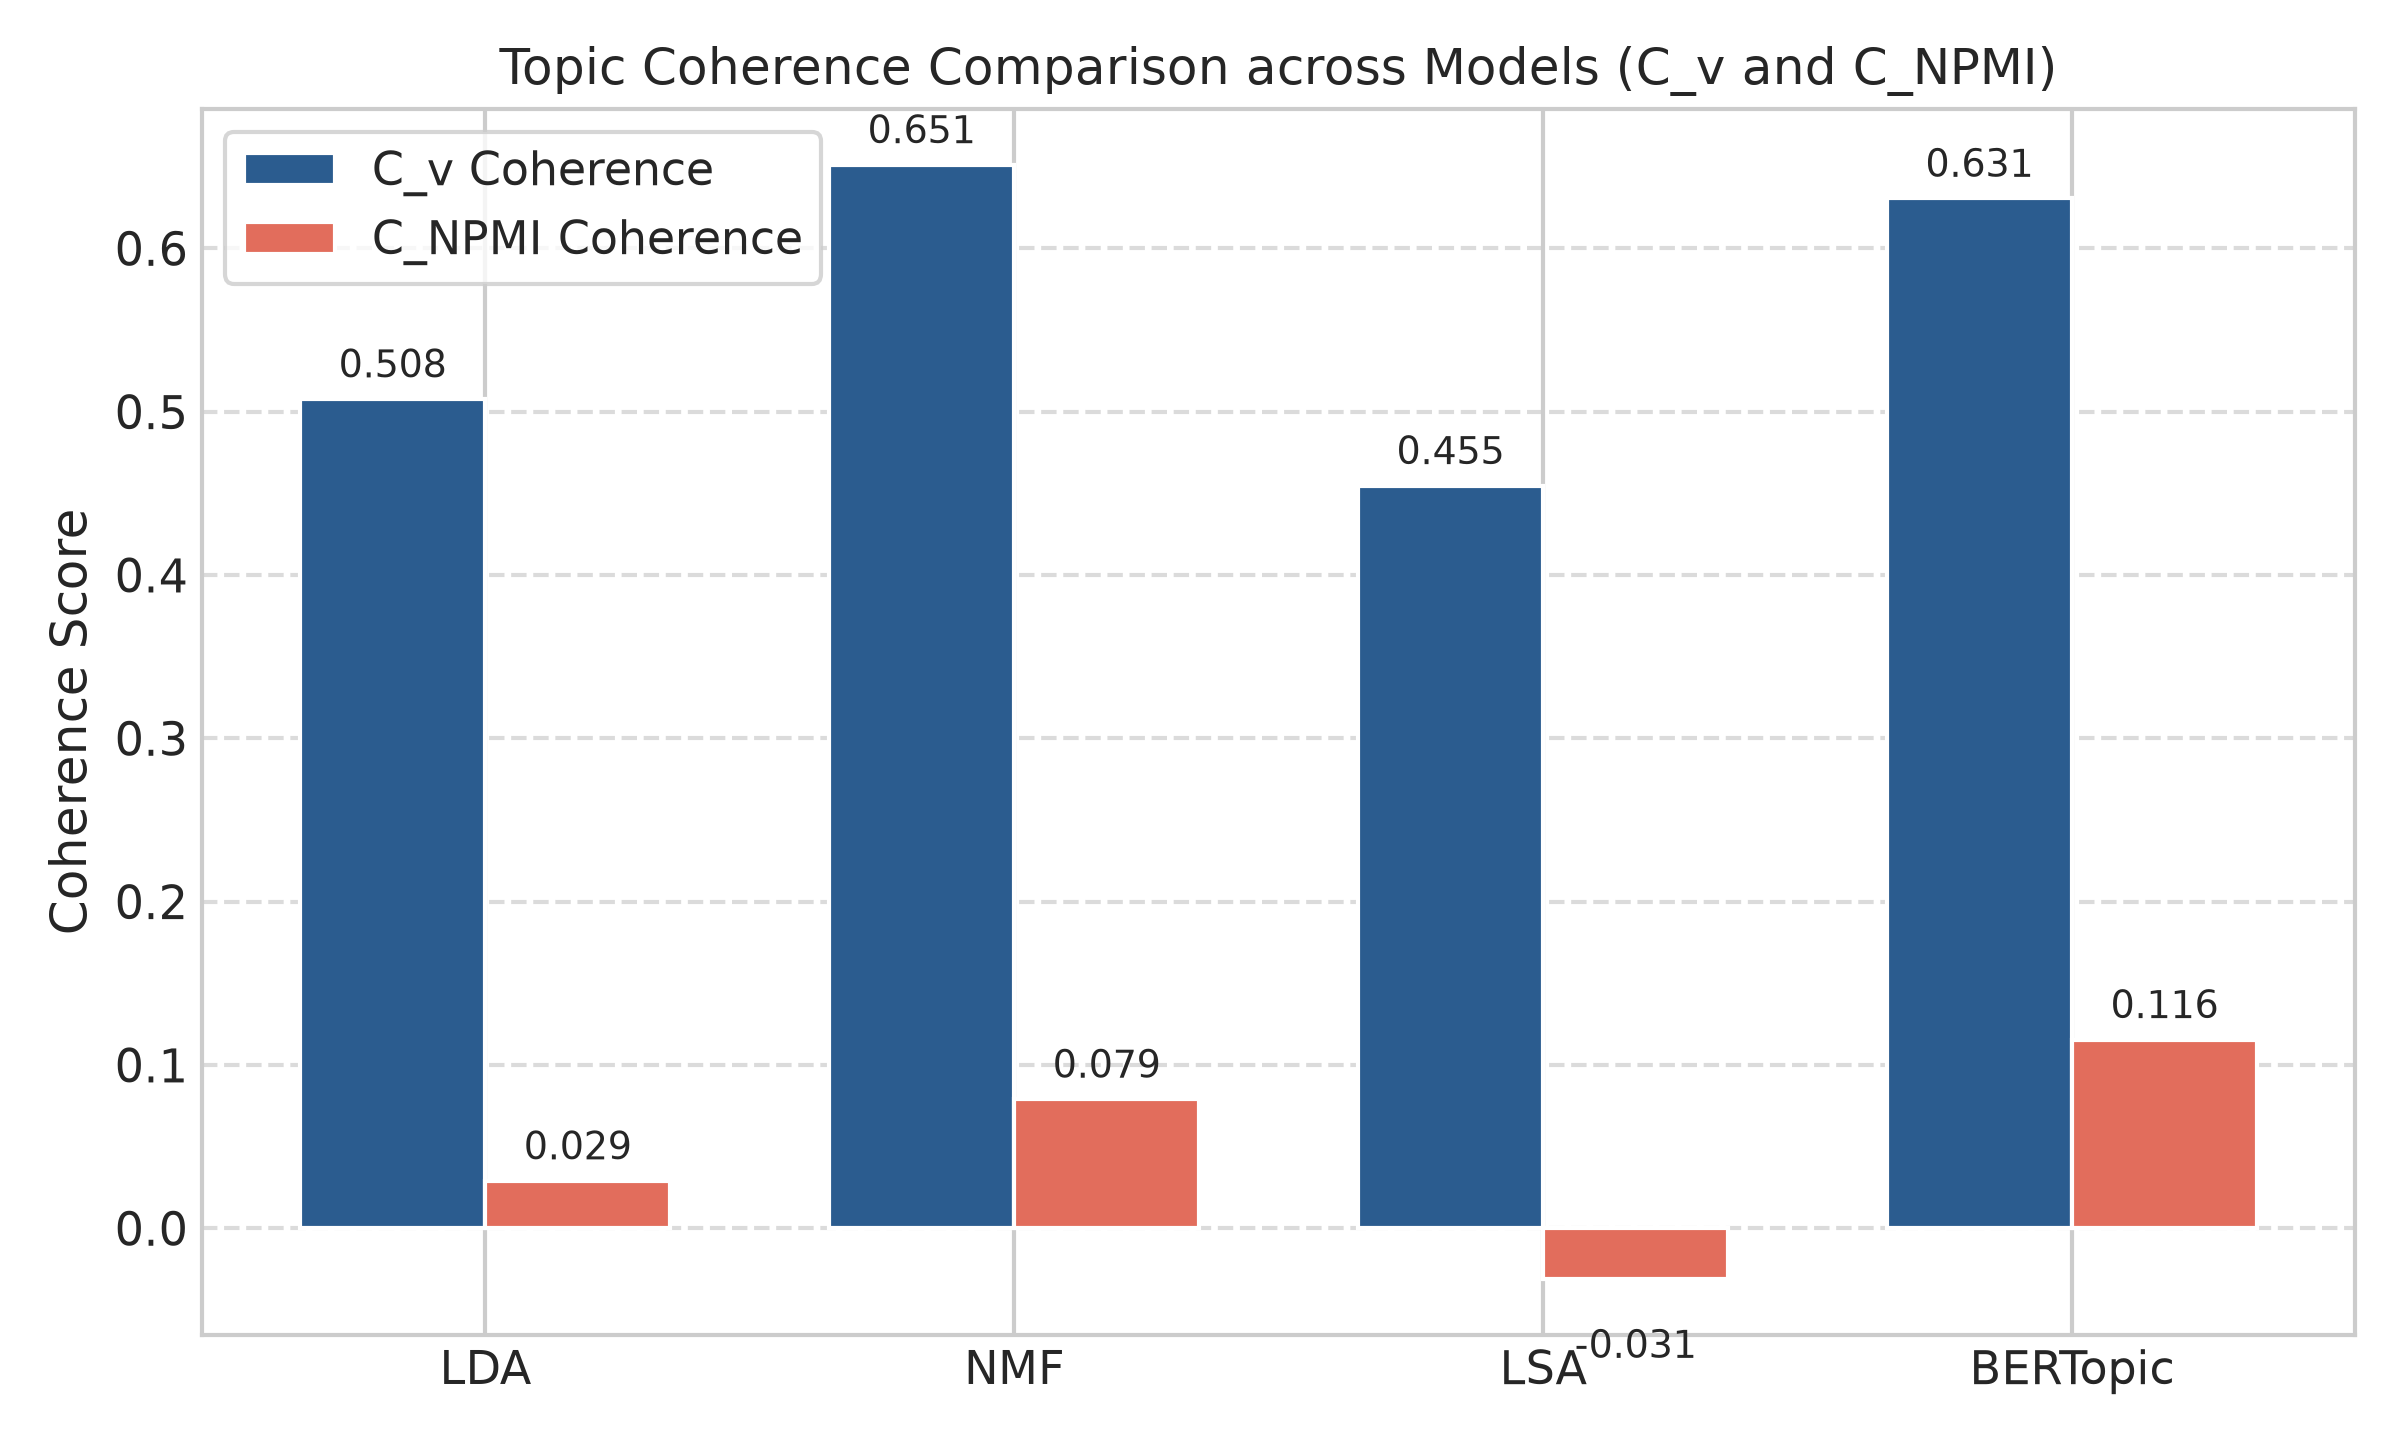 Topic Coherence Comparison across Models (C_v and C_NPMI)
C_v Coherence
C_NPMI Coherence
Coherence Score
0.6
0.5
0.4
0.3
0.2
0.1
0.0
0.508
0.029
0.651
0.079
0.455
-0.031
0.631
0.116
LDA
NMF
LSA
BERTopic